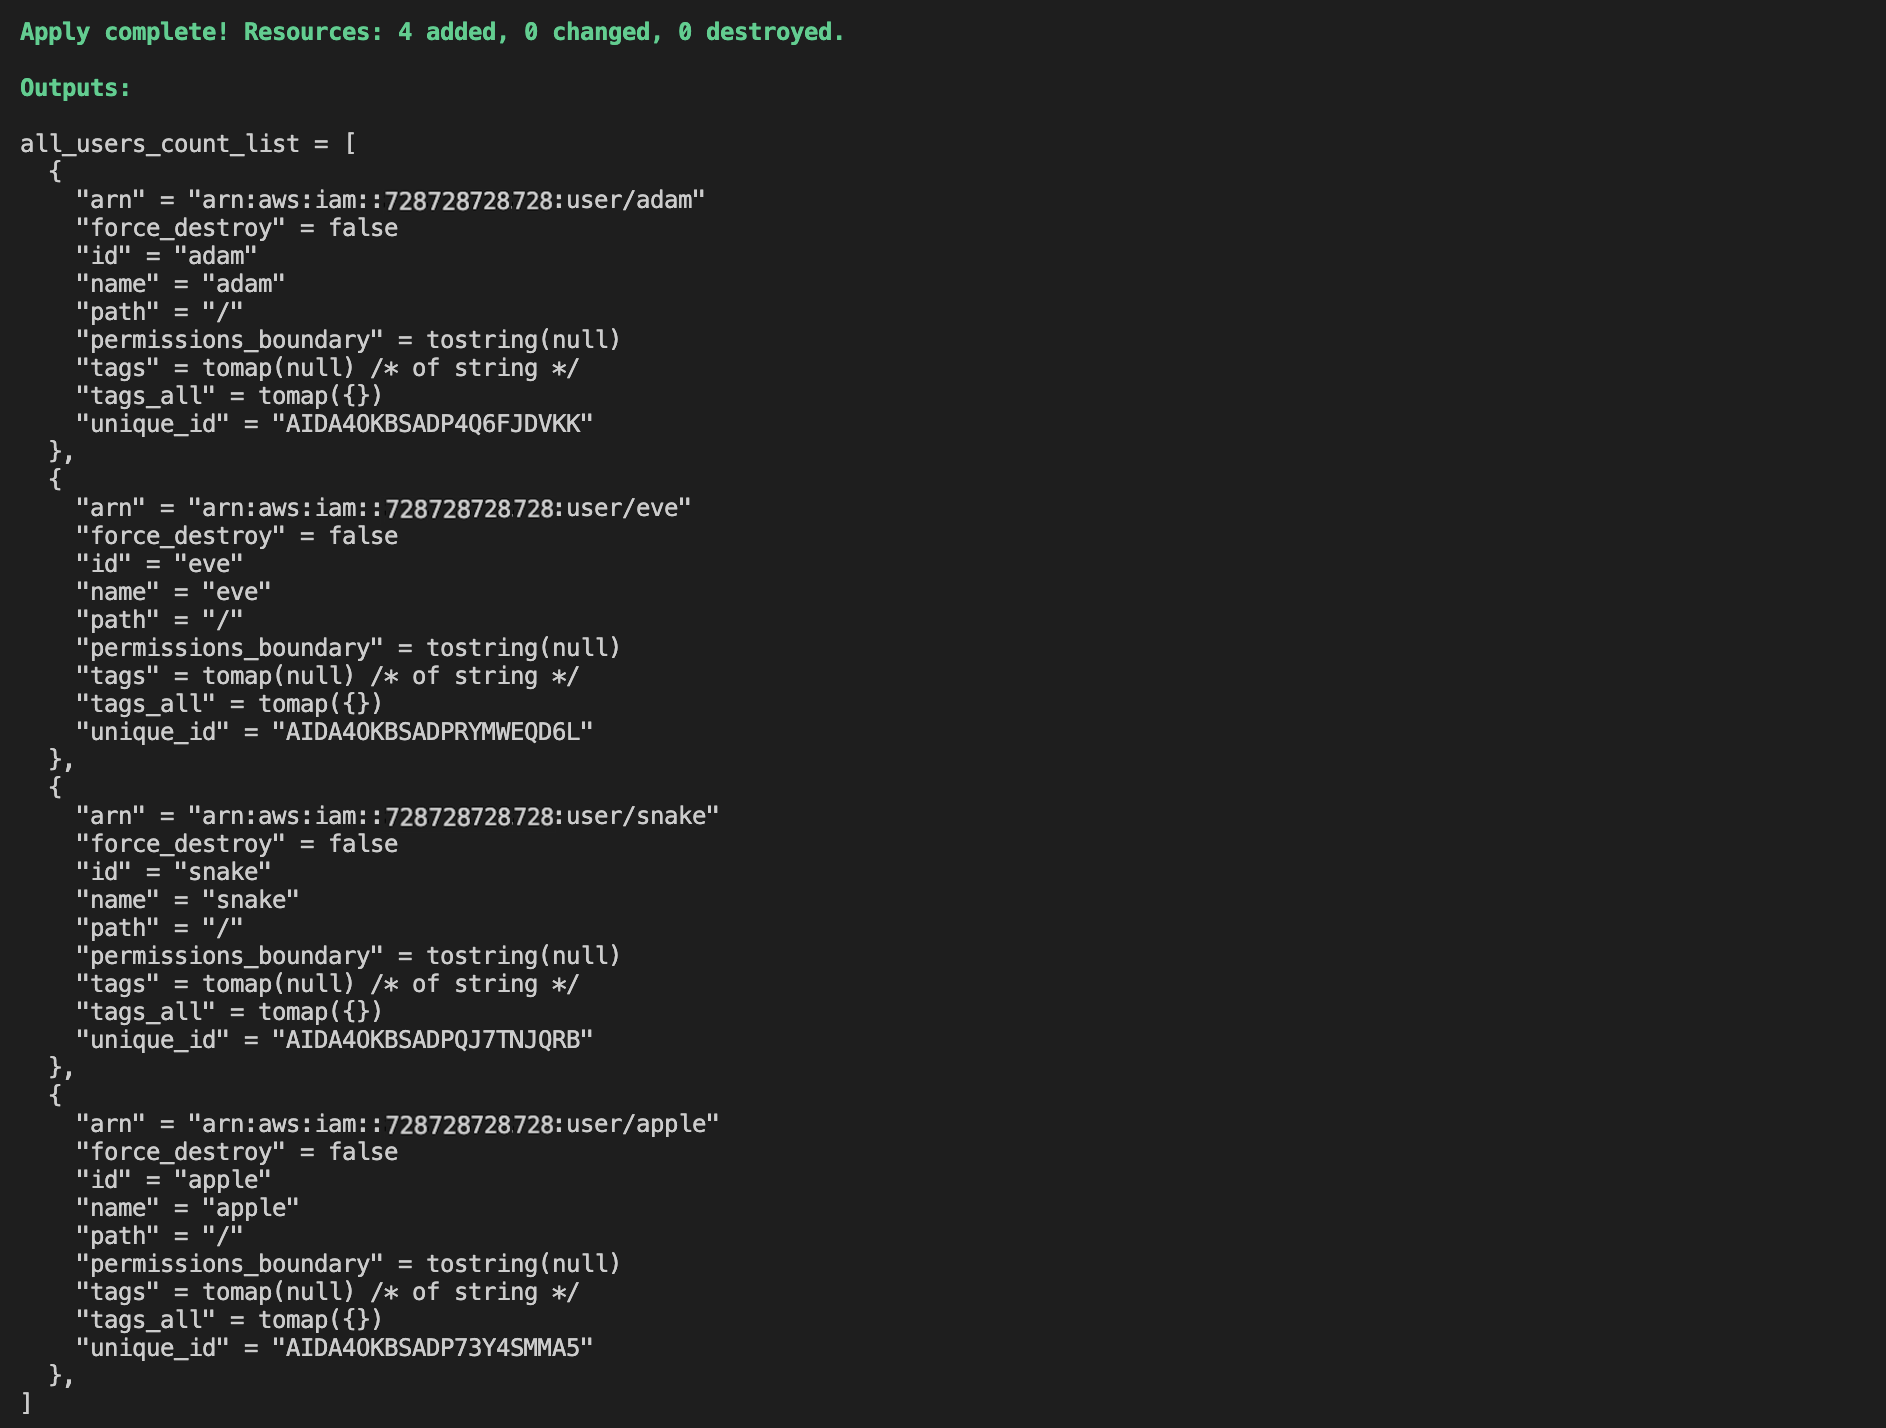 Apply complete! Resources: 4 added, 0 changed, 0 destroyed.
Outputs:
all_users_count_list = [
{
"arn" = "arn:aws:iam::728728728728:user/adam"
"force_destroy" = false
"id" = "adam"
"name" = "adam"
"path" = "/"
"permissions_boundary" = tostring(null)
"tags" = tomap(null) /* of string */
"tags_all" = tomap({})
"unique_id" = "AIDA4OKBSADP4Q6FJDVKK"
},
{
"arn" = "arn:aws:iam::728728728728:user/eve"
"force_destroy" = false
"id" = "eve"
"name" = "eve"
"path" = "/"
"permissions_boundary" = tostring(null)
"tags" = tomap(null) /* of string */
"tags_all" = tomap({})
"unique_id" = "AIDA4OKBSADPRYMWEQD6L"
},
{
"arn" = "arn:aws:iam::728728728728:user/snake"
"force_destroy" = false
"id" = "snake"
"name" = "snake"
"path" = "/"
"permissions_boundary" = tostring(null)
"tags" = tomap(null) /* of string */
"tags_all" = tomap({})
"unique_id" = "AIDA4OKBSADPQJ7TNJQRB"
},
{
"arn" = "arn:aws:iam::728728728728:user/apple"
"force_destroy" = false
"id" = "apple"
"name" = "apple"
"path" = "/"
"permissions_boundary" = tostring(null)
"tags" = tomap(null) /* of string */
"tags_all" = tomap({})
"unique_id" = "AIDA4OKBSADP73Y4SMMA5"
},
]